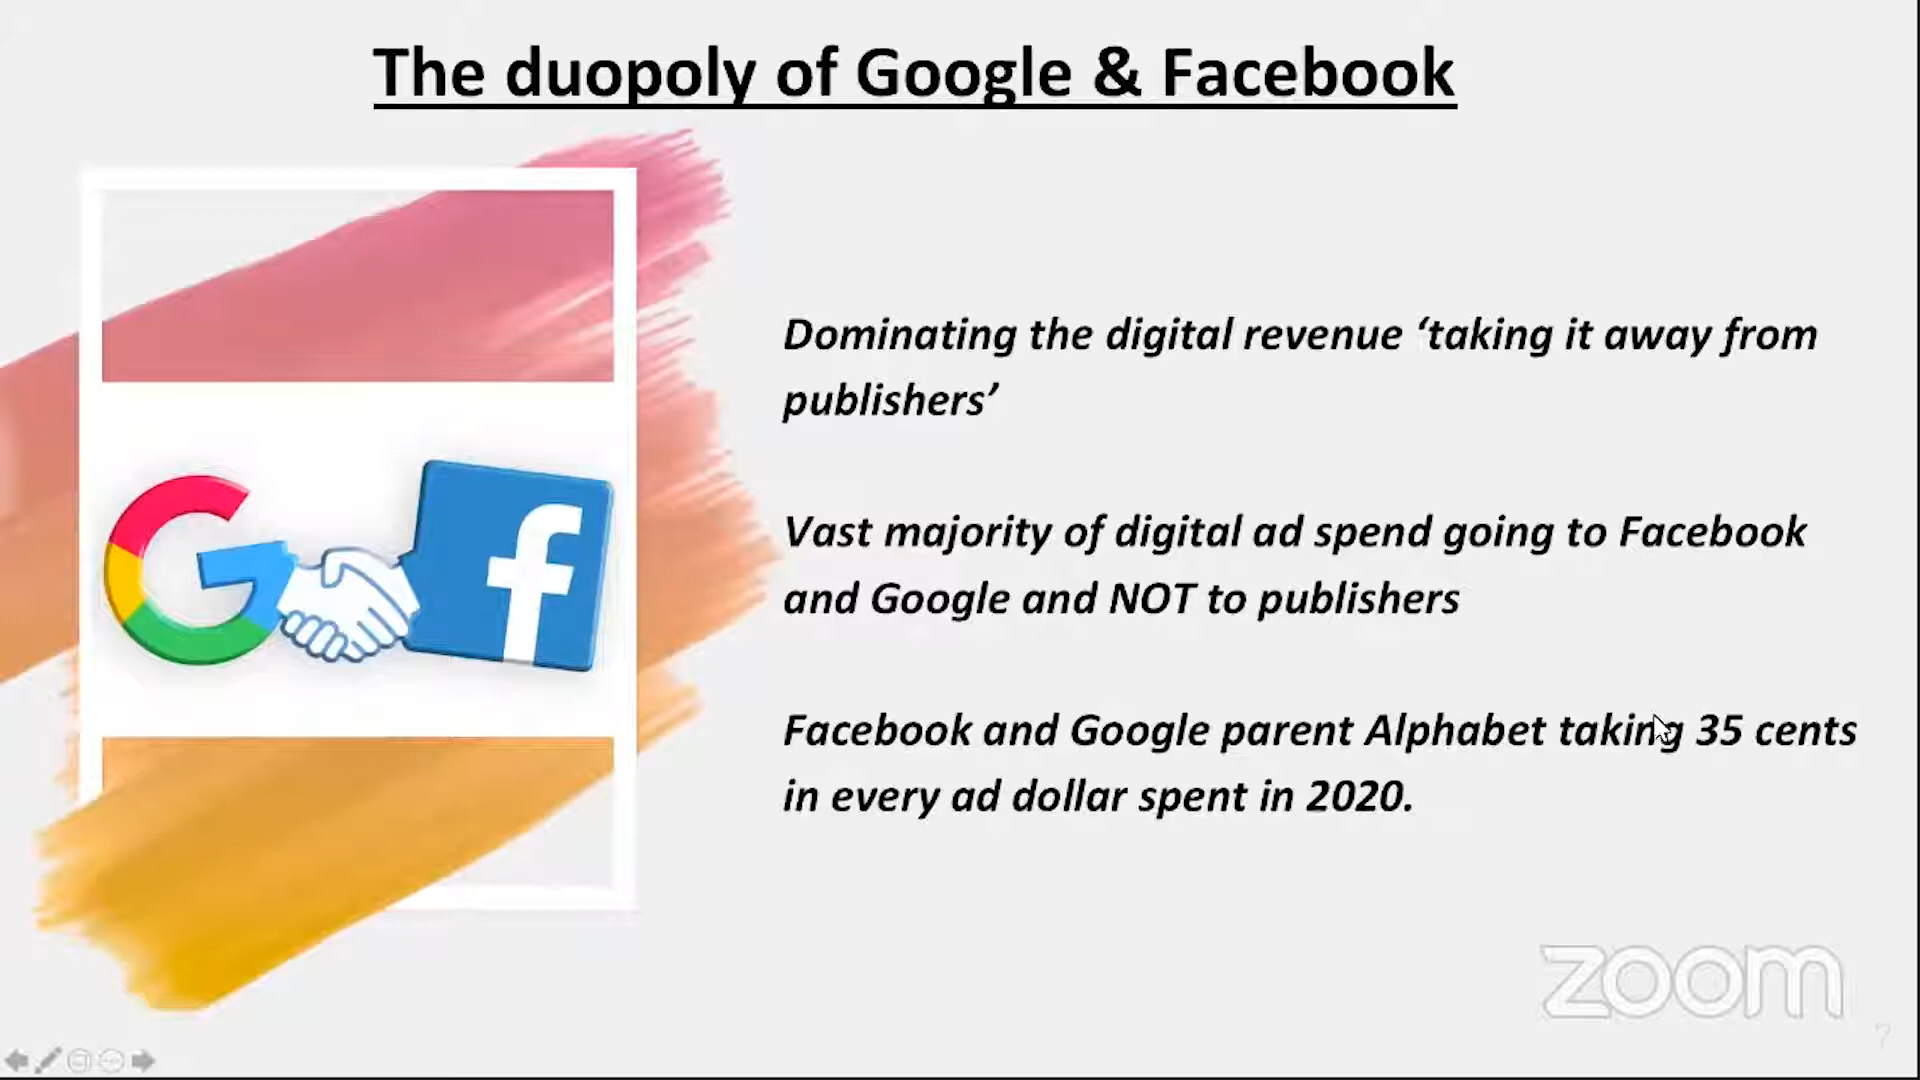 The duopoly of Google & Facebook
Dominating the digital revenue ‘taking it away from
publishers’
Vast majority of digital ad spend going to Facebook
and Google and NOT to publishers
Facebook and Google parent Alphabet taking 35 cents
in every ad dollar spent in 2020.
G f
zoom
7